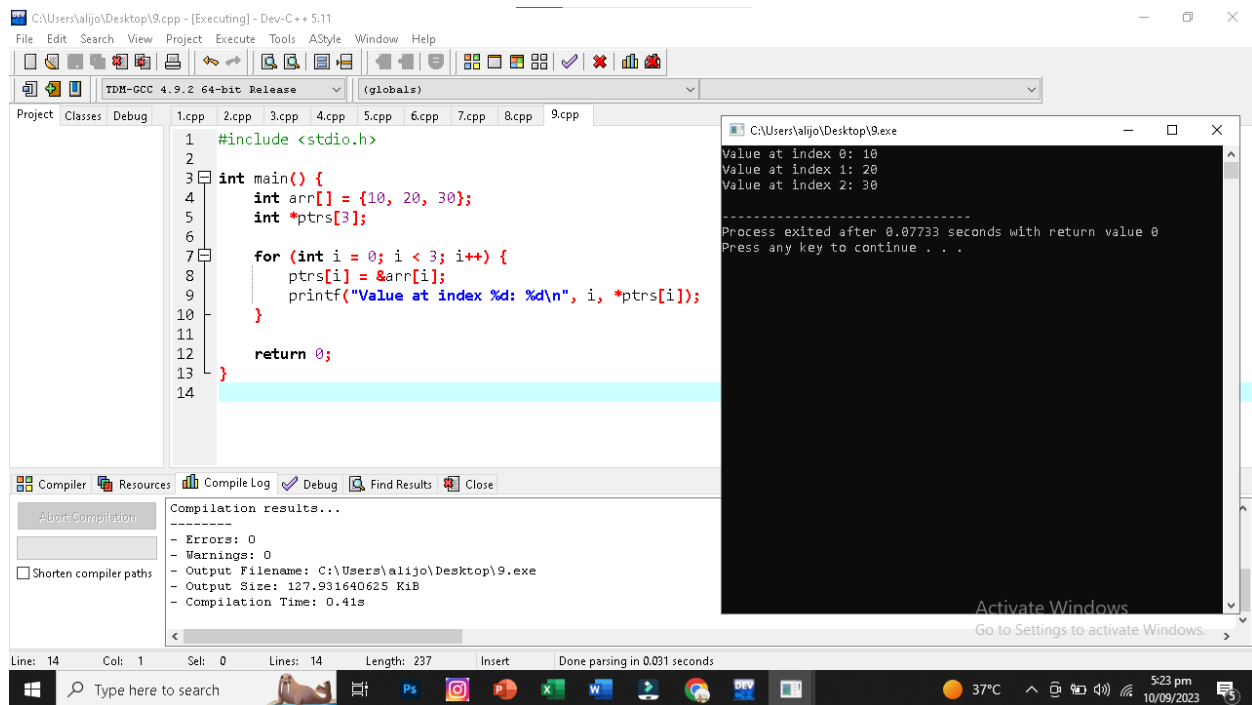 C:\Users\alijo\Desktop\9.cpp - [Executing] - Dev-C++ 5.11
File Edit Search View Project Execute Tools AStyle Window Help
TDM-GCC 4.9.2 64-bit Release
(globals)
Project Classes Debug
1.cpp 2.cpp 3.cpp 4.cpp 5.cpp 6.cpp 7.cpp 8.cpp 9.cpp
1 #include <stdio.h>
2
3 int main() {
4 int arr[] = {10, 20, 30};
5 int *ptrs[3];
6
7 for (int i = 0; i < 3; i++) {
8 ptrs[i] = &arr[i];
9 printf("Value at index %d: %d\n", i, *ptrs[i]);
10 }
11
12 return 0;
13 }
14
C:\Users\alijo\Desktop\9.exe
Value at index 0: 10
Value at index 1: 20
Value at index 2: 30
--------------------------------
Process exited after 0.07733 seconds with return value 0
Press any key to continue . . .
Compiler Resources Compile Log Debug Find Results Close
Abort Compilation
Shorten compiler paths
Compilation results...
--------
- Errors: 0
- Warnings: 0
- Output Filename: C:\Users\alijo\Desktop\9.exe
- Output Size: 127.931640625 KiB
- Compilation Time: 0.41s
Activate Windows
Go to Settings to activate Windows.
Line: 14 Col: 1 Sel: 0 Lines: 14 Length: 237 Insert Done parsing in 0.031 seconds
Type here to search
Ps
DEV
37°C
5:23 pm
10/09/2023
5